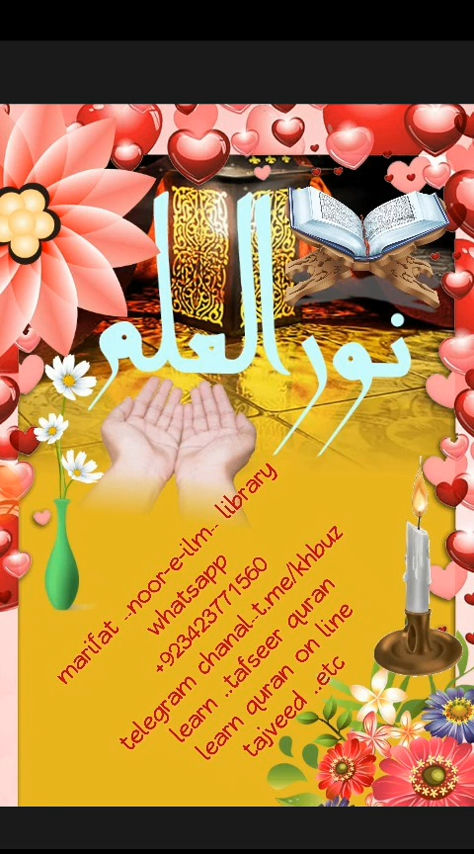 نور العلم
marifat --noor-e-ilm-- library
whatsapp
+923423771560
telegram chanal.-t.me/khbuz
learn ..tafseer quran
learn quran on line
tajveed ..etc